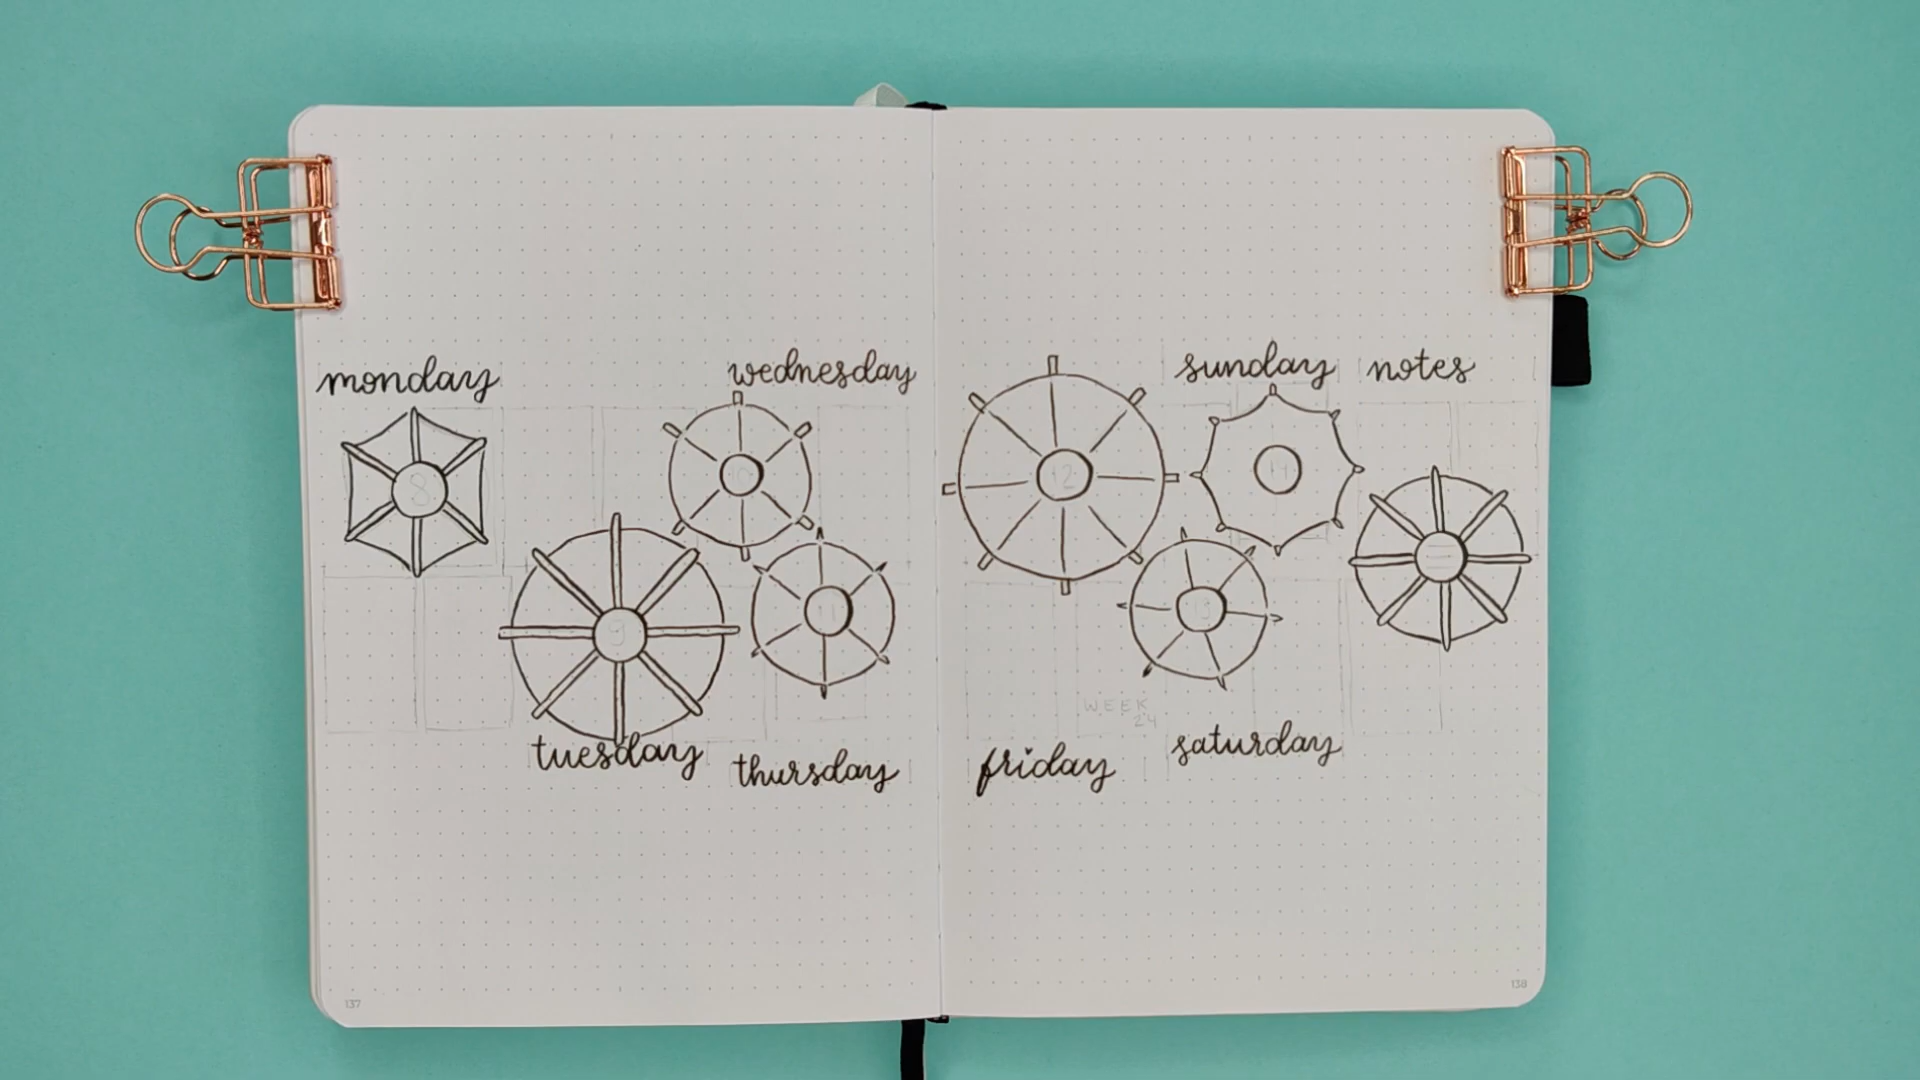 monday
8
tuesday
9
wednesday
10
thursday
11
friday
12
saturday
13
sunday
14
notes
WEEK
24
137
138